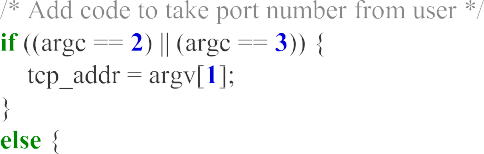 /* Add code to take port number from user */
if ((argc == 2) || (argc == 3)) {
tcp_addr = argv[1];
}
else {